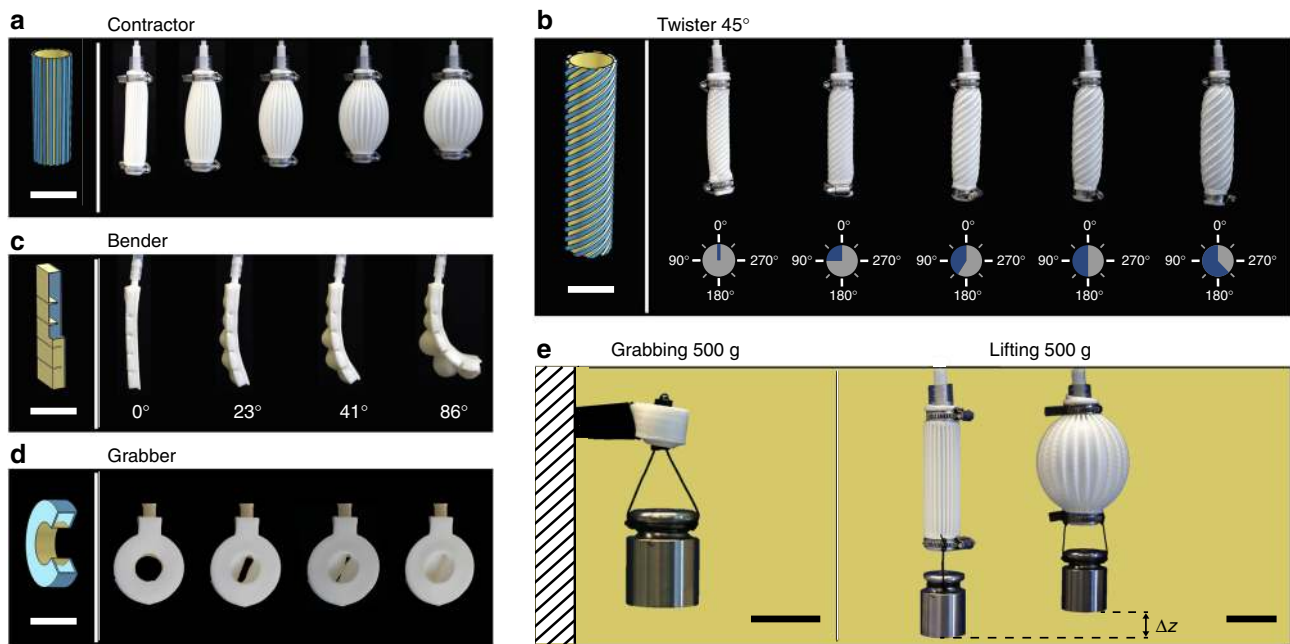 a Contractor
b Twister 45°
0° 0° 0° 0° 0°
90° 270° 90° 270° 90° 270° 90° 270° 90° 270°
180° 180° 180° 180° 180°
c Bender
0° 23° 41° 86°
d Grabber
e Grabbing 500 g Lifting 500 g
Δz